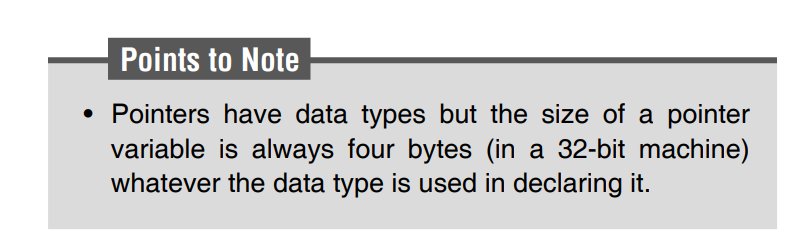 Points to Note
• Pointers have data types but the size of a pointer
variable is always four bytes (in a 32-bit machine)
whatever the data type is used in declaring it.